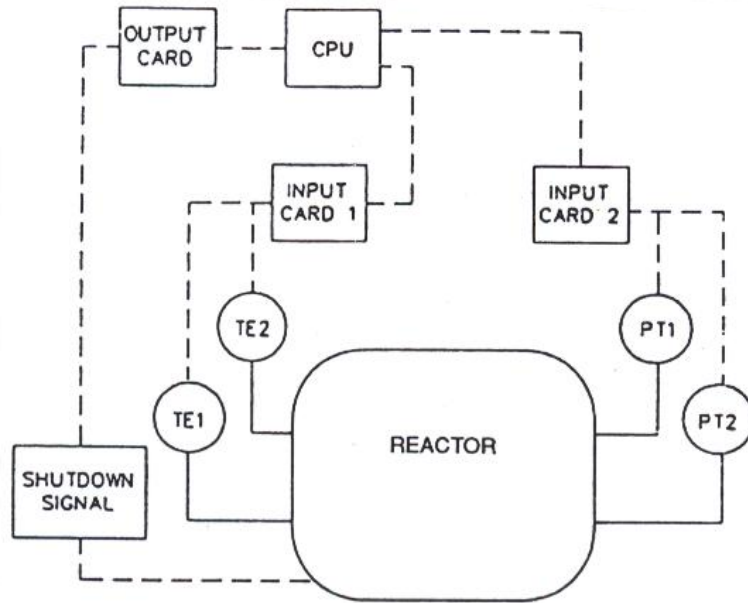 OUTPUT
CARD
CPU
INPUT
CARD 1
INPUT
CARD 2
TE2
PT1
TE1
PT2
REACTOR
SHUTDOWN
SIGNAL